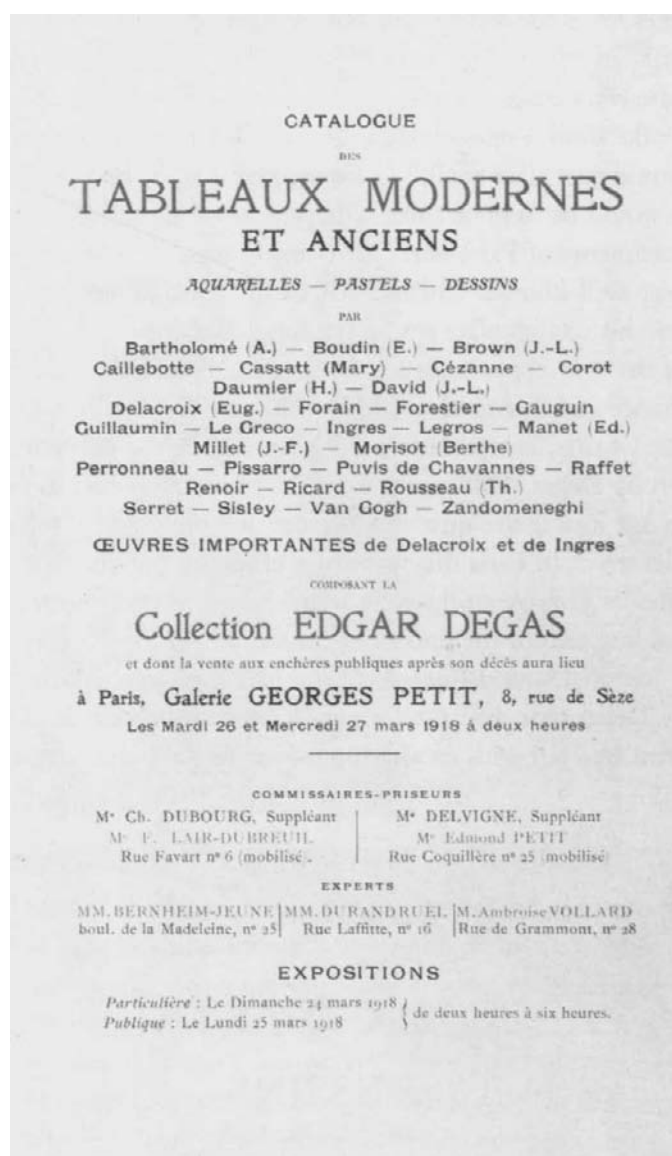 CATALOGUE
DES
TABLEAUX MODERNES
ET ANCIENS
AQUARELLES — PASTELS — DESSINS
PAR
Bartholomé (A.) — Boudin (E.) — Brown (J.-L.)
Caillebotte — Cassatt (Mary) — Cézanne — Corot
Daumier (H.) — David (J.-L.)
Delacroix (Eug.) — Forain — Forestier — Gauguin
Guillaumin — Le Greco — Ingres — Legros — Manet (Ed.)
Millet (J.-F.) — Morisot (Berthe)
Perronneau — Pissarro — Puvis de Chavannes — Raffet
Renoir — Ricard — Rousseau (Th.)
Serret — Sisley — Van Gogh — Zandomeneghi
ŒUVRES IMPORTANTES de Delacroix et de Ingres
COMPOSANT LA
Collection EDGAR DEGAS
et dont la vente aux enchères publiques après son décès aura lieu
à Paris, Galerie GEORGES PETIT, 8, rue de Sèze
Les Mardi 26 et Mercredi 27 mars 1918 à deux heures
COMMISSAIRES-PRISEURS
Mᵉ Ch. DUBOURG, Suppléant
Mᵉ F. LAIR-DUBREUIL
Rue Favart nº 6 (mobilisé).
Mᵉ DELVIGNE, Suppléant
Mᵉ Edmond PETIT
Rue Coquillère nº 25 (mobilisé)
EXPERTS
MM. BERNHEIM-JEUNE
boul. de la Madeleine, nº 25
MM. DURANDRUEL
Rue Laffitte, nº 16
M. Ambroise VOLLARD
Rue de Grammont, nº 28
EXPOSITIONS
Particulière : Le Dimanche 24 mars 1918
Publique : Le Lundi 25 mars 1918
de deux heures à six heures.